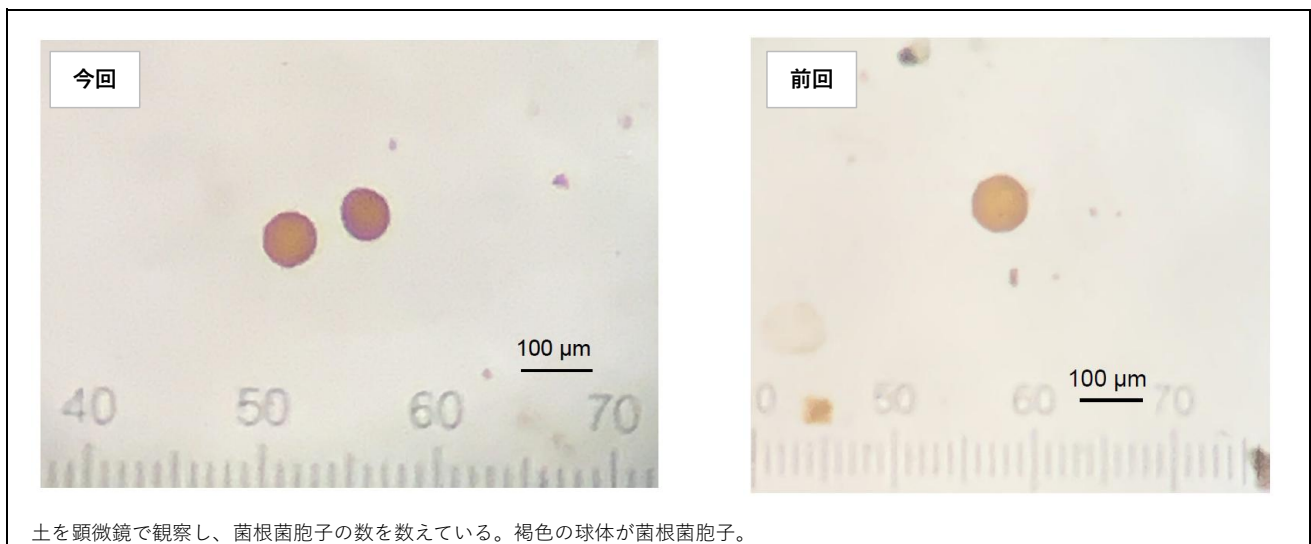 今回
前回
100 µm
100 µm
40 50 60 70
0 50 60 70
土を顕微鏡で観察し、菌根菌胞子の数を数えている。褐色の球体が菌根菌胞子。